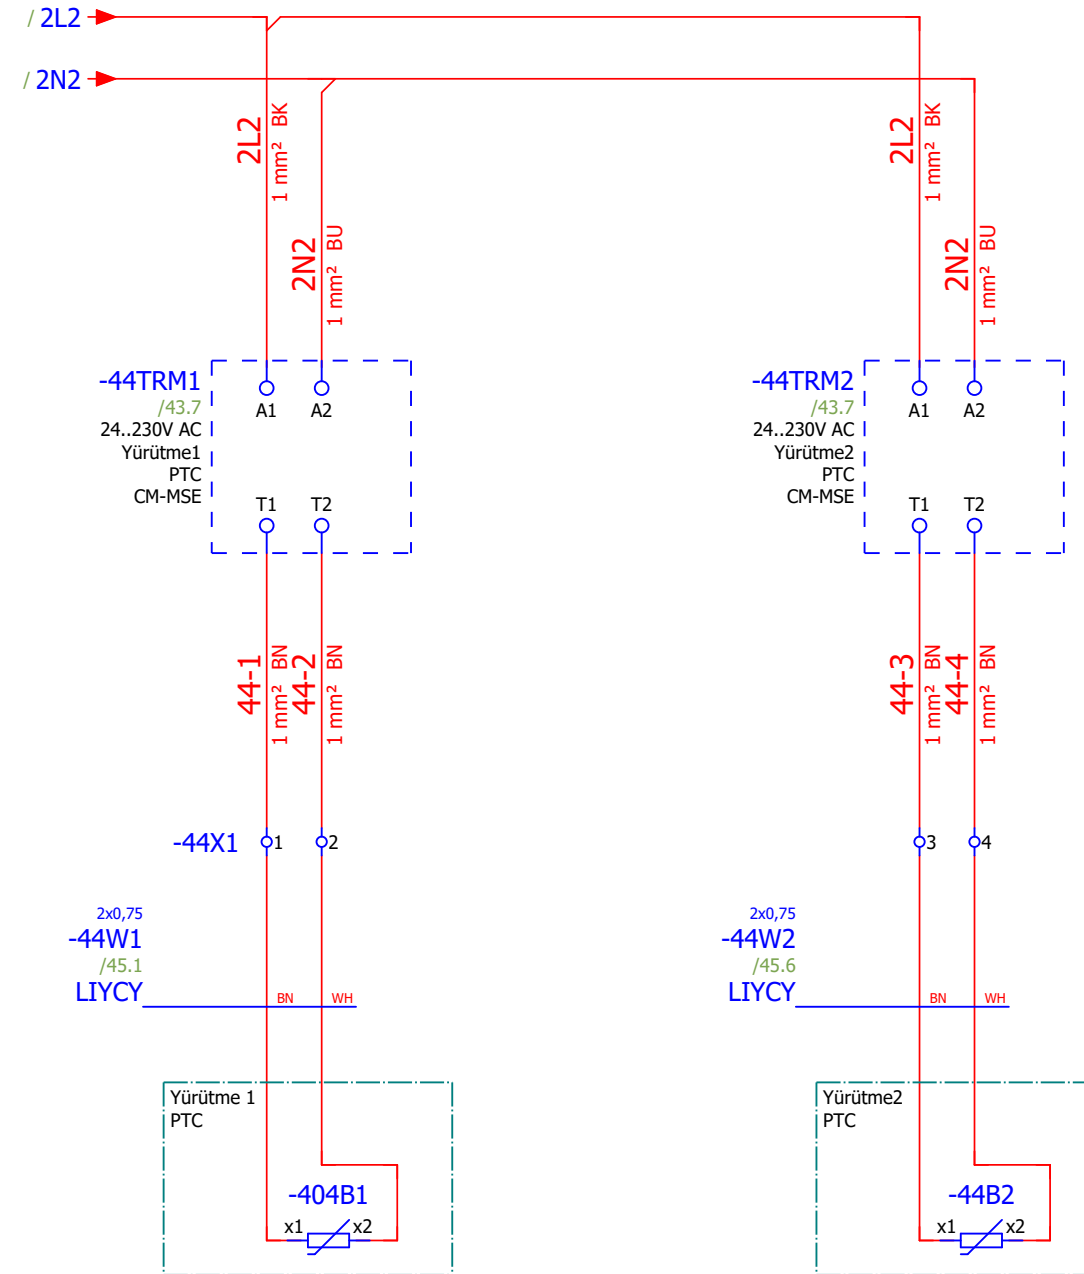 / 2L2
/ 2N2
2L2
1 mm² BK
2N2
1 mm² BU
2L2
1 mm² BK
2N2
1 mm² BU
-44TRM1
/43.7
24..230V AC
Yürütme1
PTC
CM-MSE
A1 A2
T1 T2
-44TRM2
/43.7
24..230V AC
Yürütme2
PTC
CM-MSE
A1 A2
T1 T2
44-1
1 mm² BN
44-2
1 mm² BN
44-3
1 mm² BN
44-4
1 mm² BN
-44X1 1 2 3 4
2x0,75
-44W1
/45.1
LIYCY
BN WH
2x0,75
-44W2
/45.6
LIYCY
BN WH
Yürütme 1
PTC
-404B1
x1 x2
Yürütme2
PTC
-44B2
x1 x2